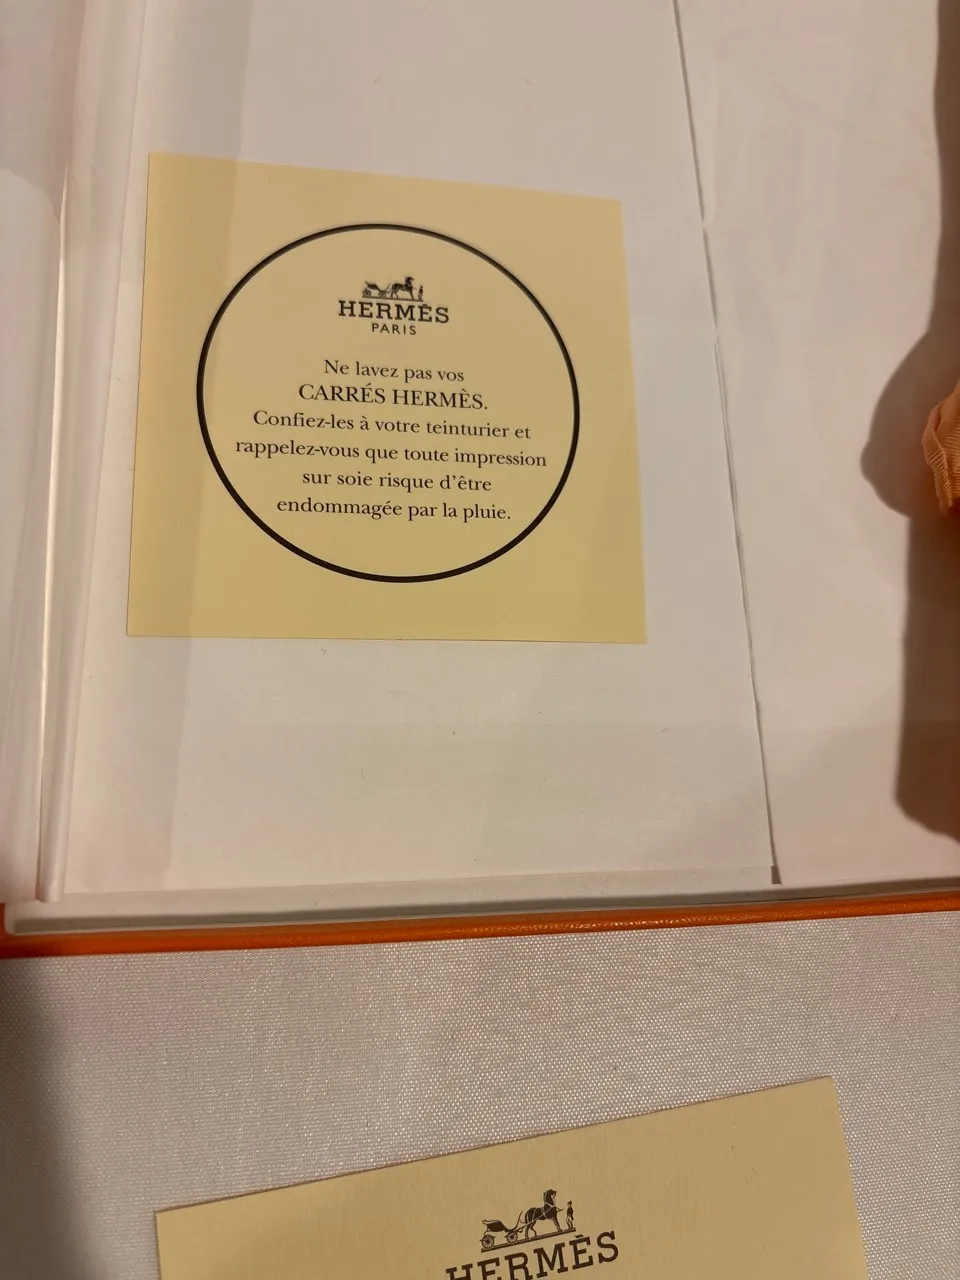 HERMÈS
PARIS
Ne lavez pas vos
CARRÉS HERMÈS.
Confiez-les à votre teinturier et
rappelez-vous que toute impression
sur soie risque d'être
endommagée par la pluie.
HERMÈS